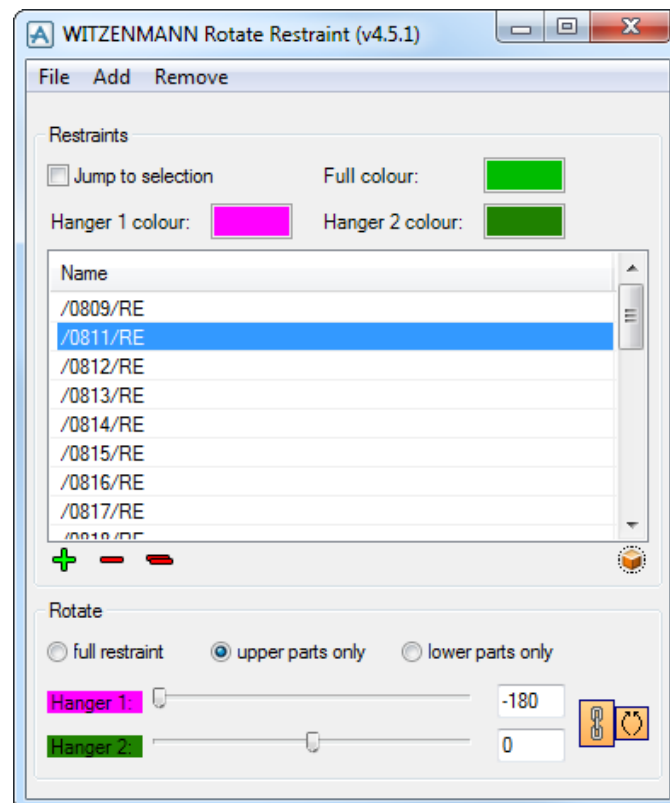 WITZENMANN Rotate Restraint (v4.5.1)
File Add Remove
Restraints
Jump to selection Full colour:
Hanger 1 colour: Hanger 2 colour:
Name
/0809/RE
/0811/RE
/0812/RE
/0813/RE
/0814/RE
/0815/RE
/0816/RE
/0817/RE
/0818/RE
Rotate
full restraint upper parts only lower parts only
Hanger 1: -180
Hanger 2: 0